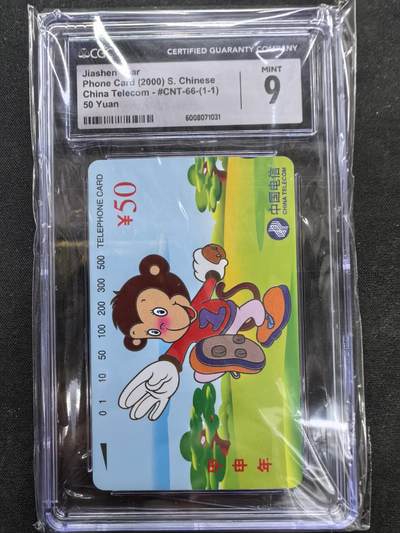 CGC
CERTIFIED GUARANTY COMPANY
Jiashen Year
Phone Card (2000) S. Chinese
China Telecom - #CNT-66-(1-1)
50 Yuan
MINT
9
6008071031
TELEPHONE CARD
¥50
0 1 10 50 100 200 300 500
中国电信
CHINA TELECOM
申年